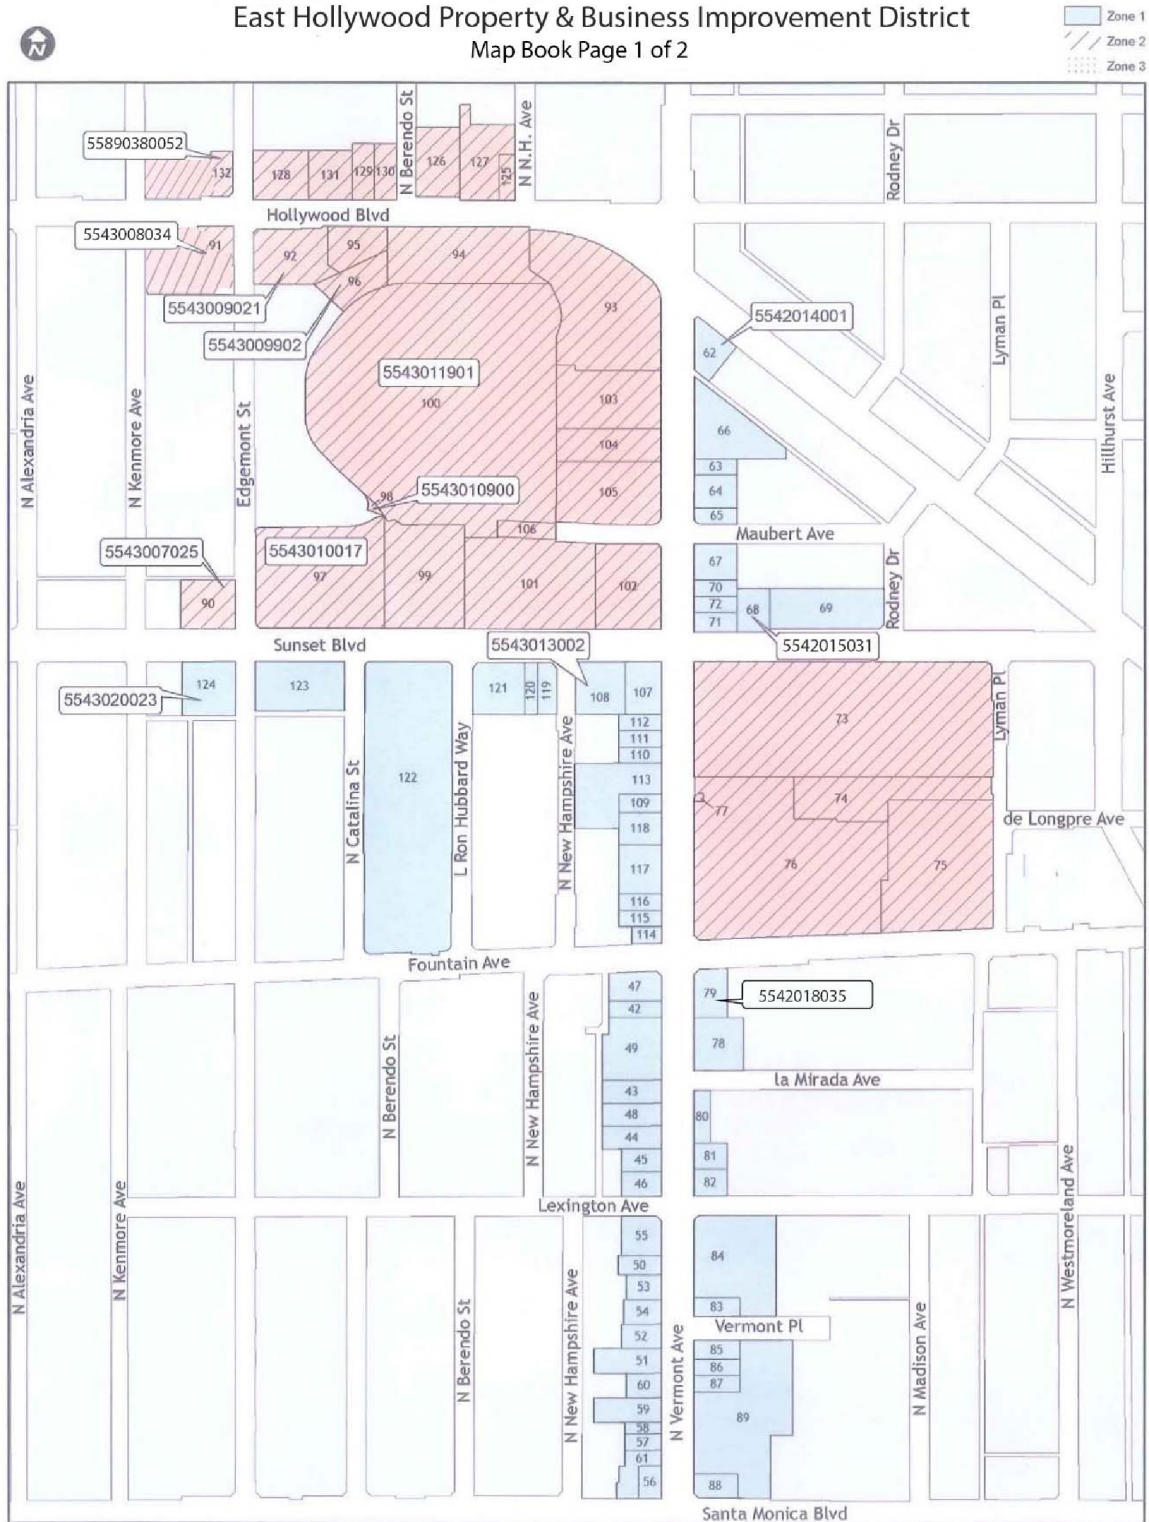 East Hollywood Property & Business Improvement District
Map Book Page 1 of 2
N
Zone 1
Zone 2
Zone 3
N Berendo St
N N.H. Ave
Rodney Dr
55890380052
132
128
131
129
130
126
127
125
Hollywood Blvd
5543008034
91
92
95
94
96
93
5543009021
5543009902
5542014001
62
Lyman Pl
5543011901
100
103
104
105
66
63
64
65
N Alexandria Ave
N Kenmore Ave
Edgemont St
Hillhurst Ave
98
5543010900
106
Maubert Ave
5543007025
90
5543010017
97
99
101
102
67
70
72
71
68
69
Rodney Dr
Sunset Blvd
5543013002
5542015031
124
5543020023
123
122
121
120
119
108
107
112
111
110
113
109
118
117
116
115
114
73
74
77
76
75
Lyman Pl
de Longpre Ave
N Catalina St
L Ron Hubbard Way
N New Hampshire Ave
Fountain Ave
47
42
49
43
48
44
45
46
79
5542018035
78
la Mirada Ave
80
81
82
N Berendo St
N New Hampshire Ave
Lexington Ave
N Alexandria Ave
N Kenmore Ave
N Westmoreland Ave
55
50
53
54
52
51
60
59
58
57
61
56
84
83
Vermont Pl
85
86
87
89
88
N Berendo St
N New Hampshire Ave
N Vermont Ave
N Madison Ave
Santa Monica Blvd